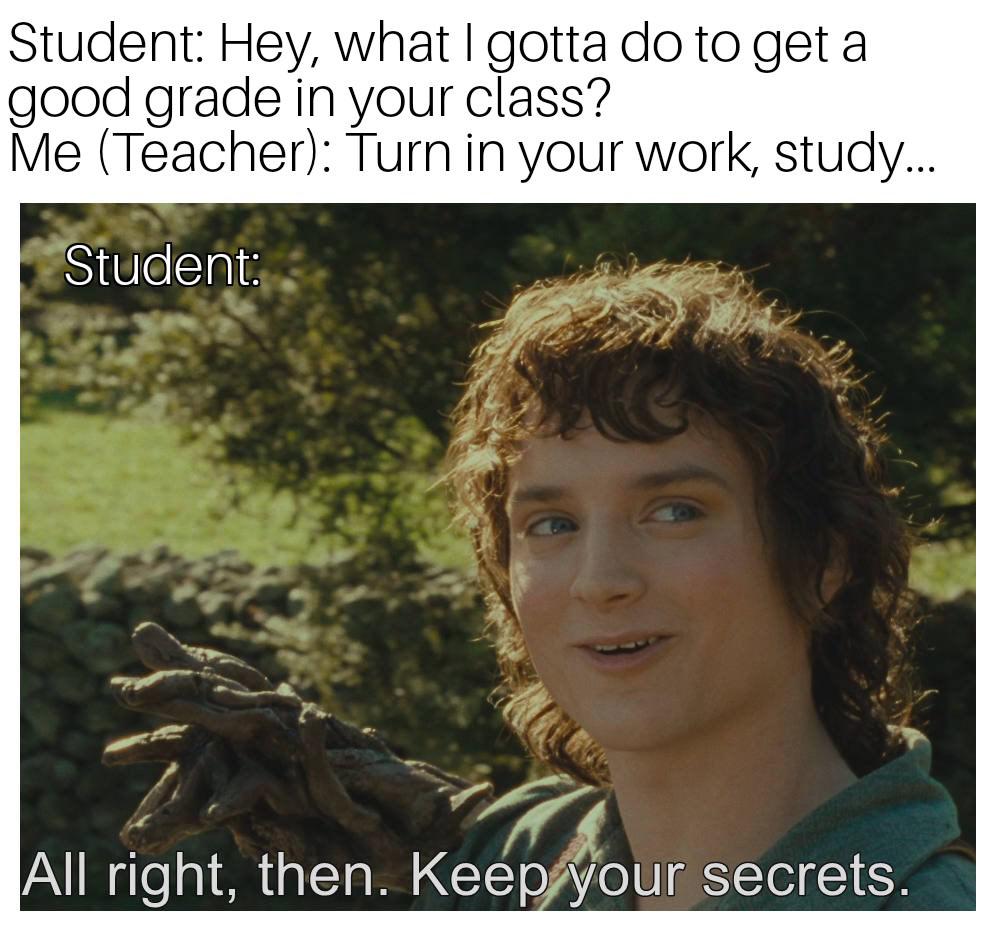 Student: Hey, what I gotta do to get a
good grade in your class?
Me (Teacher): Turn in your work, study...
Student:
All right, then. Keep your secrets.